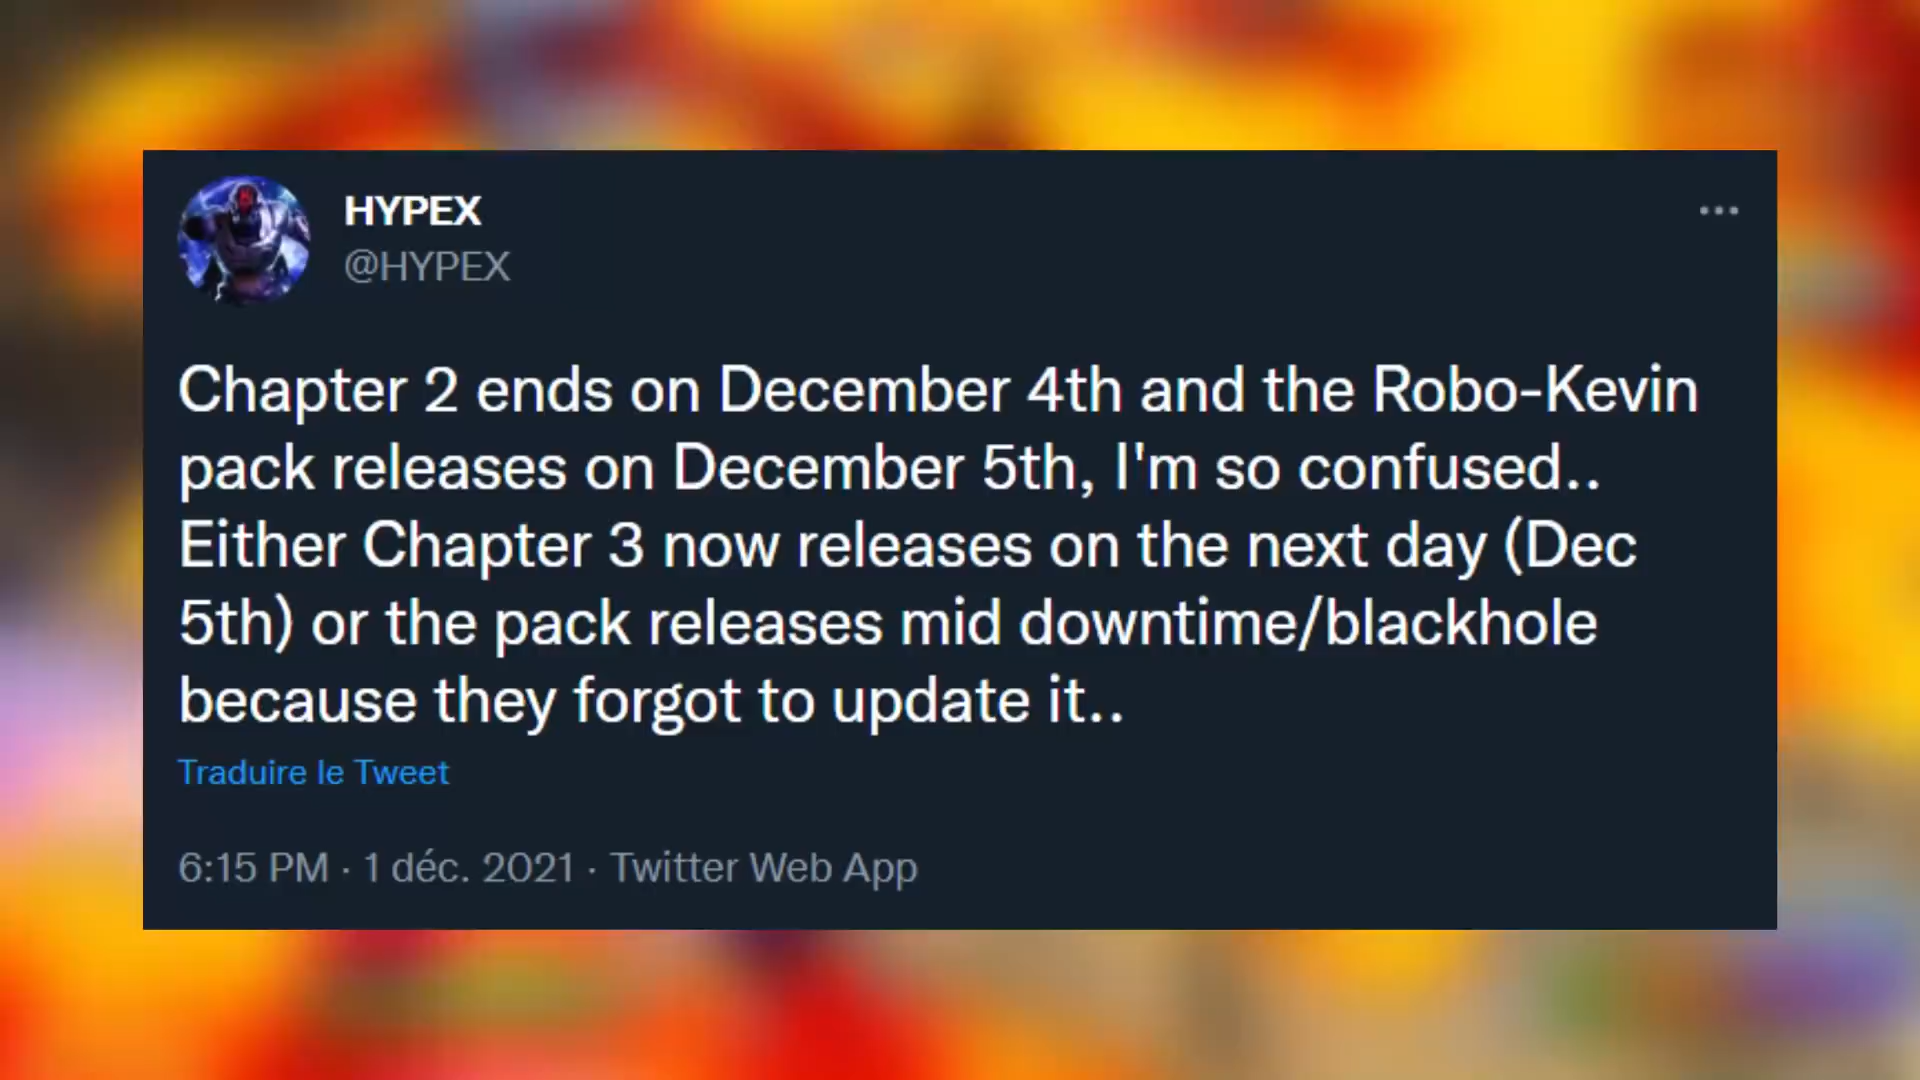 HYPEX
@HYPEX
Chapter 2 ends on December 4th and the Robo-Kevin
pack releases on December 5th, I'm so confused..
Either Chapter 3 now releases on the next day (Dec
5th) or the pack releases mid downtime/blackhole
because they forgot to update it..
Traduire le Tweet
6:15 PM · 1 déc. 2021 · Twitter Web App